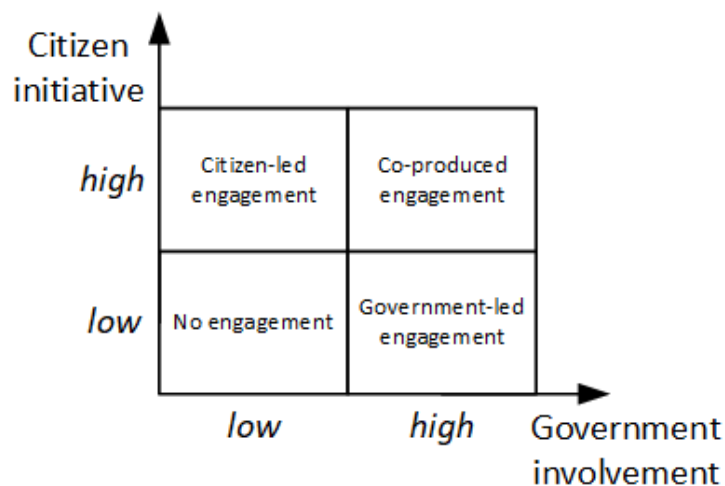 Citizen
initiative
high
Citizen-led
engagement
Co-produced
engagement
low
No engagement
Government-led
engagement
low
high
Government
involvement